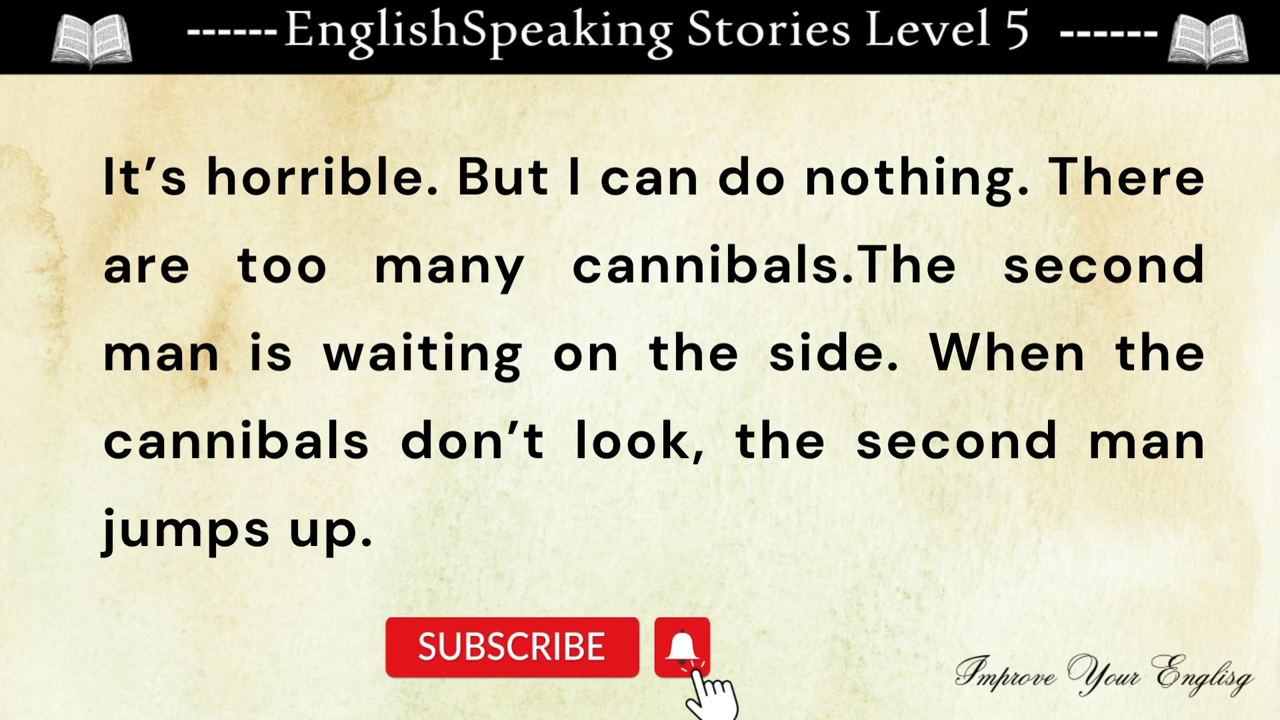 ------EnglishSpeaking Stories Level 5 ------
It’s horrible. But I can do nothing. There
are too many cannibals.The second
man is waiting on the side. When the
cannibals don’t look, the second man
jumps up.
SUBSCRIBE
Improve Your Englisg